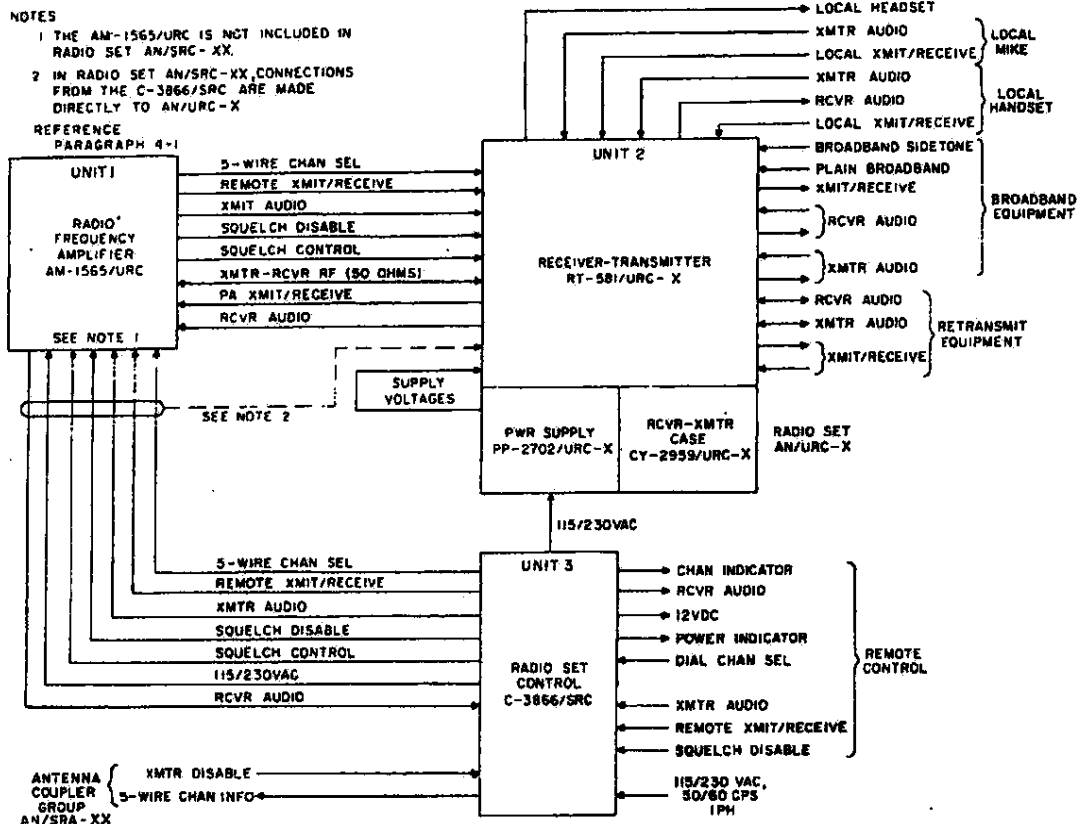 NOTES
1 THE AM-1565/URC IS NOT INCLUDED IN
RADIO SET AN/SRC-XX.
2 IN RADIO SET AN/SRC-XX, CONNECTIONS
FROM THE C-3866/SRC ARE MADE
DIRECTLY TO AN/URC-X
REFERENCE
PARAGRAPH 4-1
UNIT 1
RADIO
FREQUENCY
AMPLIFIER
AM-1565/URC
SEE NOTE 1
5-WIRE CHAN SEL
REMOTE XMIT/RECEIVE
XMIT AUDIO
SQUELCH DISABLE
SQUELCH CONTROL
XMTR-RCVR RF (50 OHMS)
PA XMIT/RECEIVE
RCVR AUDIO
SEE NOTE 2
SUPPLY
VOLTAGES
UNIT 2
RECEIVER-TRANSMITTER
RT-581/URC-X
PWR SUPPLY
PP-2702/URC-X
RCVR-XMTR
CASE
CY-2959/URC-X
RADIO SET
AN/URC-X
LOCAL HEADSET
XMTR AUDIO
LOCAL XMIT/RECEIVE
LOCAL
MIKE
XMTR AUDIO
RCVR AUDIO
LOCAL XMIT/RECEIVE
LOCAL
HANDSET
BROADBAND SIDETONE
PLAIN BROADBAND
XMIT/RECEIVE
RCVR AUDIO
XMTR AUDIO
BROADBAND
EQUIPMENT
RCVR AUDIO
XMTR AUDIO
XMIT/RECEIVE
RETRANSMIT
EQUIPMENT
115/230VAC
5-WIRE CHAN SEL
REMOTE XMIT/RECEIVE
XMTR AUDIO
SQUELCH DISABLE
SQUELCH CONTROL
115/230VAC
RCVR AUDIO
UNIT 3
RADIO SET
CONTROL
C-3866/SRC
CHAN INDICATOR
RCVR AUDIO
12VDC
POWER INDICATOR
DIAL CHAN SEL
XMTR AUDIO
REMOTE XMIT/RECEIVE
SQUELCH DISABLE
REMOTE
CONTROL
115/230 VAC,
50/60 CPS
1PH
ANTENNA
COUPLER
GROUP
AN/SRA-XX
XMTR DISABLE
5-WIRE CHAN INFO